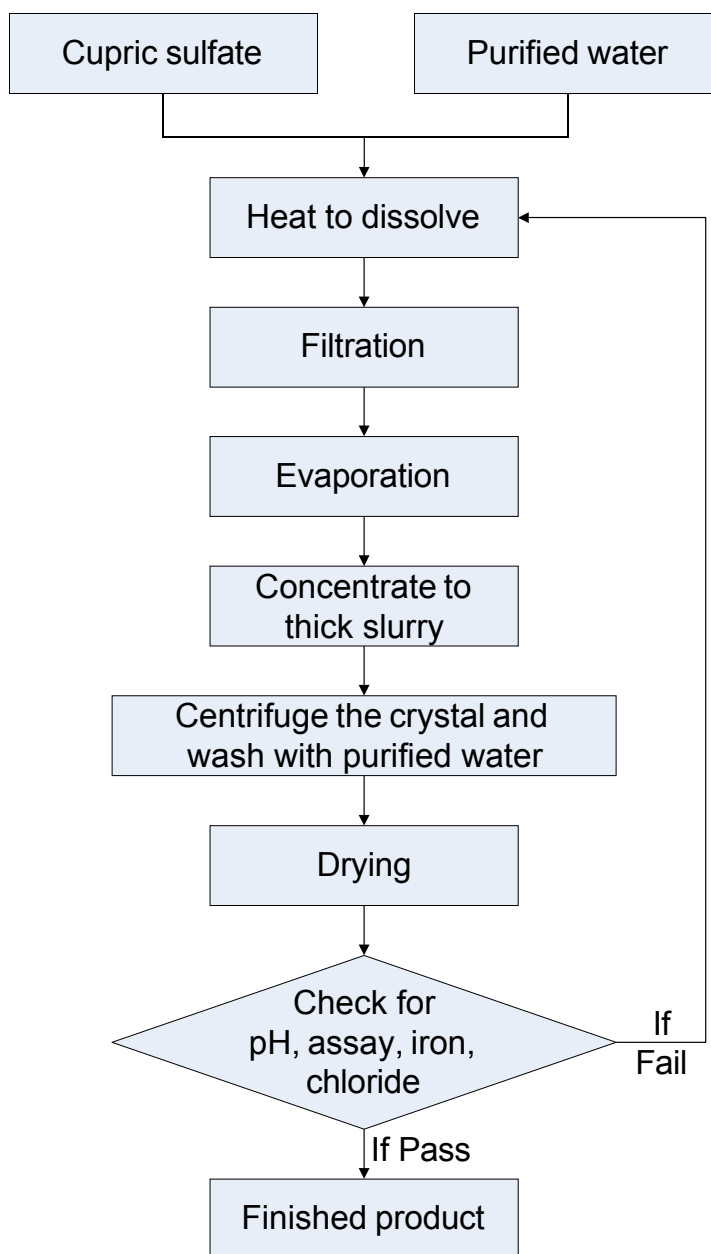 Cupric sulfate
Purified water
Heat to dissolve
Filtration
Evaporation
Concentrate to
thick slurry
Centrifuge the crystal and
wash with purified water
Drying
Check for
pH, assay, iron,
chloride
If
Fail
If Pass
Finished product